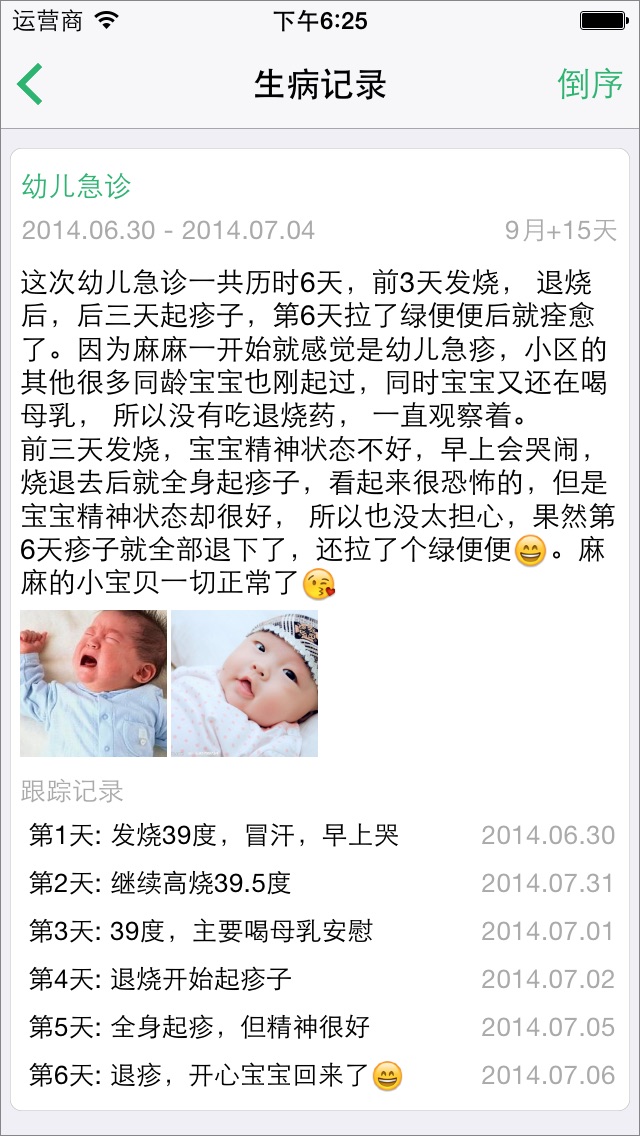 运营商 下午6:25
生病记录 倒序
幼儿急诊
2014.06.30 - 2014.07.04 9月+15天
这次幼儿急诊一共历时6天，前3天发烧， 退烧
后，后三天起疹子，第6天拉了绿便便后就痊愈
了。因为麻麻一开始就感觉是幼儿急疹，小区的
其他很多同龄宝宝也刚起过，同时宝宝又还在喝
母乳， 所以没有吃退烧药， 一直观察着。
前三天发烧，宝宝精神状态不好，早上会哭闹，
烧退去后就全身起疹子，看起来很恐怖的，但是
宝宝精神状态却很好， 所以也没太担心，果然第
6天疹子就全部退下了，还拉了个绿便便😄。麻
麻的小宝贝一切正常了😘
跟踪记录
第1天: 发烧39度，冒汗，早上哭 2014.06.30
第2天: 继续高烧39.5度 2014.07.31
第3天: 39度，主要喝母乳安慰 2014.07.01
第4天: 退烧开始起疹子 2014.07.02
第5天: 全身起疹，但精神很好 2014.07.05
第6天: 退疹，开心宝宝回来了😄 2014.07.06